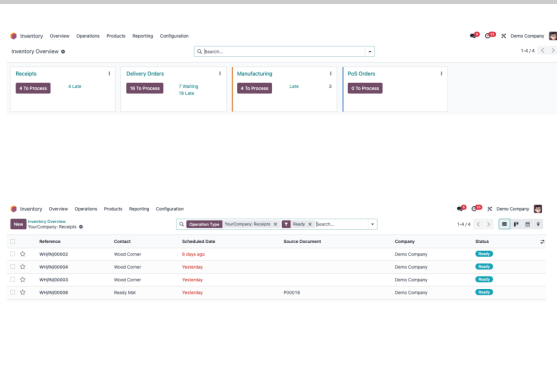 Inventory Overview Operations Products Reporting Configuration Demo Company
Inventory Overview Search... 1-4 / 4
Receipts Delivery Orders Manufacturing PoS Orders
4 To Process 4 Late 16 To Process 7 Waiting 4 To Process Late 3 0 To Process
Inventory Overview Operations Products Reporting Configuration Demo Company
New Inventory Overview
YourCompany: Receipts Operation Type YourCompany: Receipts × Ready × Search... 1-4 / 4
Reference Contact Scheduled Date Source Document Company Status
WH/IN/00002 Wood Corner 6 days ago Demo Company Ready
WH/IN/00004 Wood Corner Yesterday Demo Company Ready
WH/IN/00003 Wood Corner Yesterday Demo Company Ready
WH/IN/00008 Ready Mat Yesterday P00016 Demo Company Ready